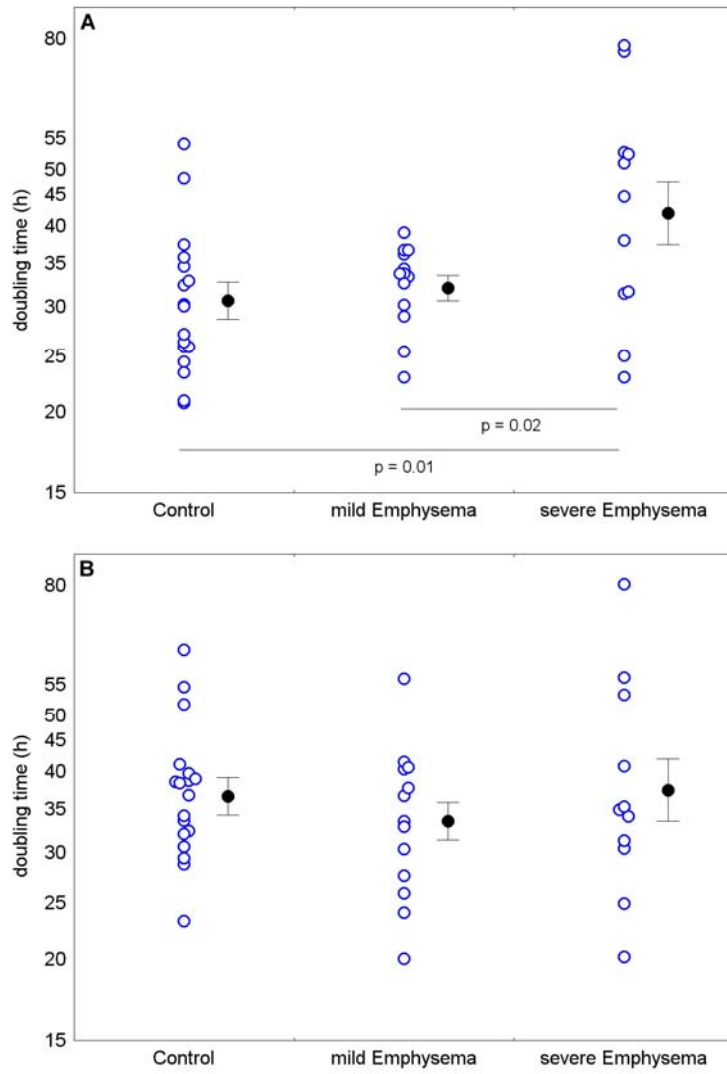 A
80
55
50
45
40
35
30
25
20
15
doubling time (h)
p = 0.02
p = 0.01
Control mild Emphysema severe Emphysema
B
80
55
50
45
40
35
30
25
20
15
doubling time (h)
Control mild Emphysema severe Emphysema